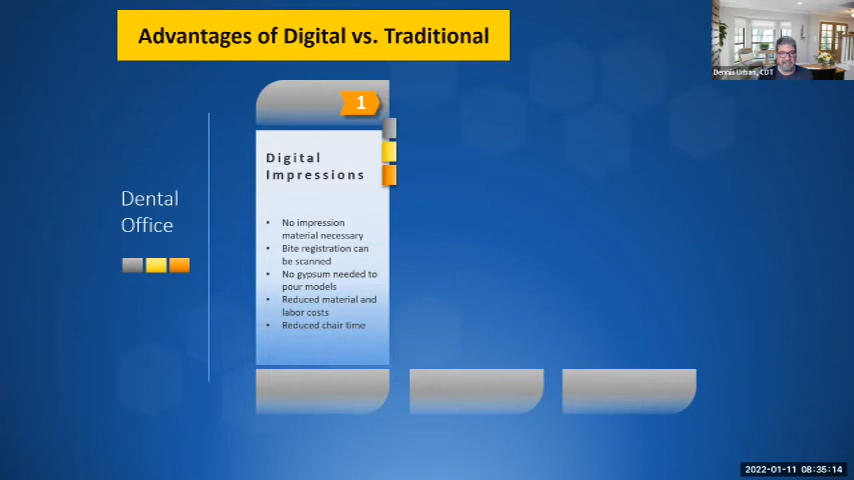 Advantages of Digital vs. Traditional
Dennis Urban, CDT
1
Digital
Impressions
Dental
Office
• No impression
material necessary
• Bite registration can
be scanned
• No gypsum needed to
pour models
• Reduced material and
labor costs
• Reduced chair time
2022-01-11 08:35:14